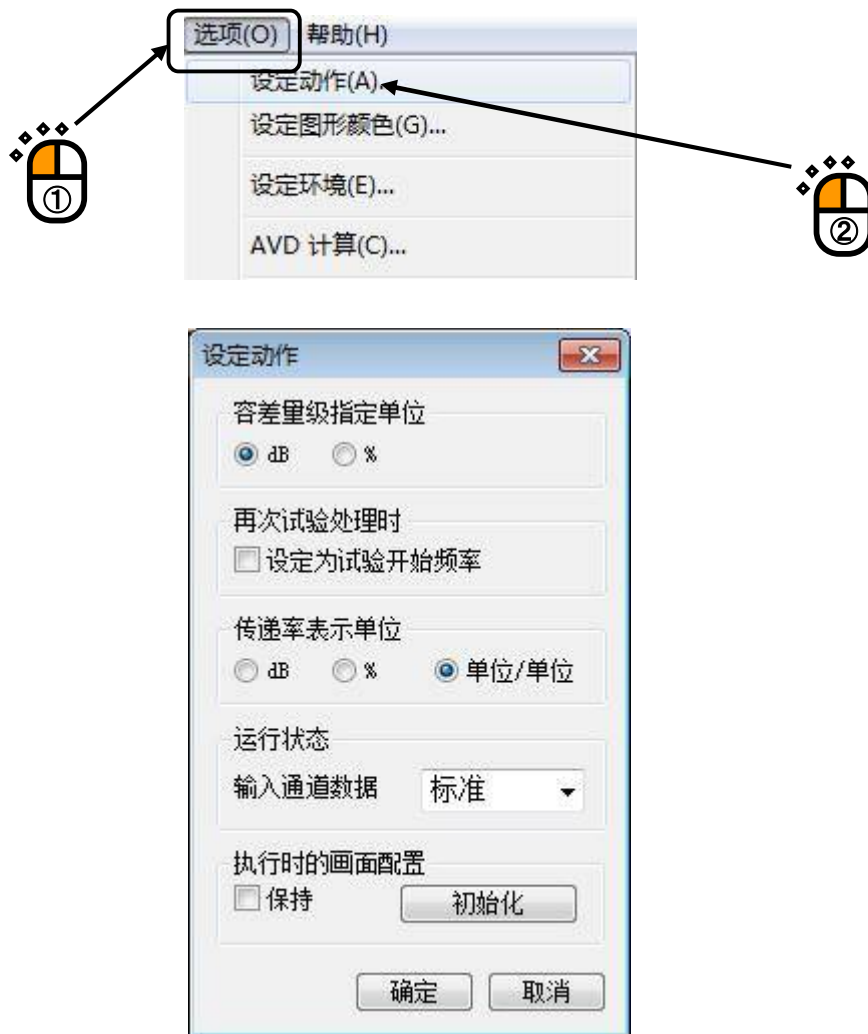 选项(O) 帮助(H)
设定动作(A)...
设定图形颜色(G)...
①
设定环境(E)...
②
AVD 计算(C)...
设定动作
容差量级指定单位
dB %
再次试验处理时
设定为试验开始频率
传递率表示单位
dB % 单位/单位
运行状态
输入通道数据 标准
执行时的画面配置
保持 初始化
确定 取消